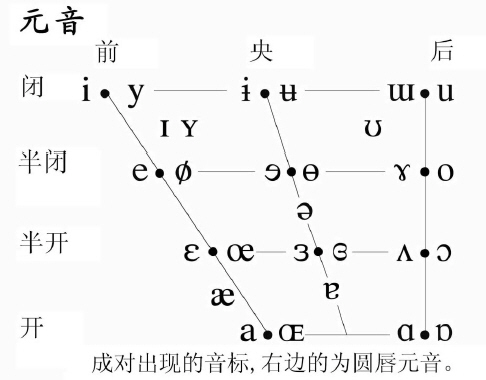 元音
前 央 后
闭 i y ɨ ʉ ɯ u
ɪ ʏ ʊ
半闭 e ø ɘ ɵ ɤ o
ə
半开 ɛ œ ɜ ɞ ʌ ɔ
æ ɐ
开 a Œ ɑ ɒ
成对出现的音标,右边的为圆唇元音。